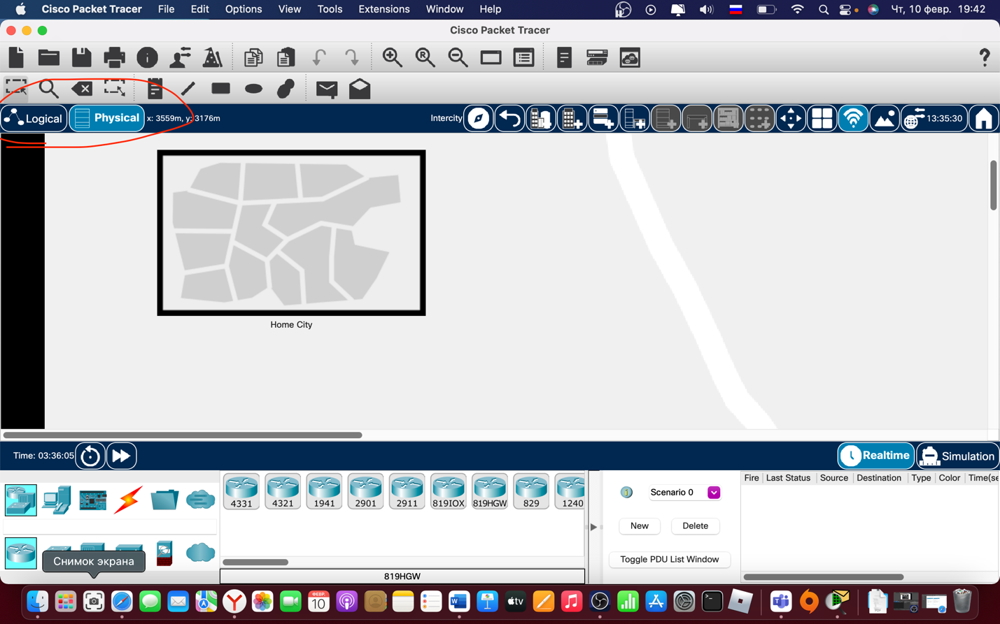 Cisco Packet Tracer File Edit Options View Tools Extensions Window Help Чт, 10 февр. 19:42
Cisco Packet Tracer
Logical Physical x: 3559m, y: 3176m Intercity 13:35:30
Home City
Time: 03:36:05 Realtime Simulation
4331 4321 1941 2901 2911 819IOX 819HGW 829 1240
Scenario 0
New Delete
Toggle PDU List Window
Fire Last Status Source Destination Type Color Time(se
Снимок экрана
819HGW
ФЕВР.
10
tv